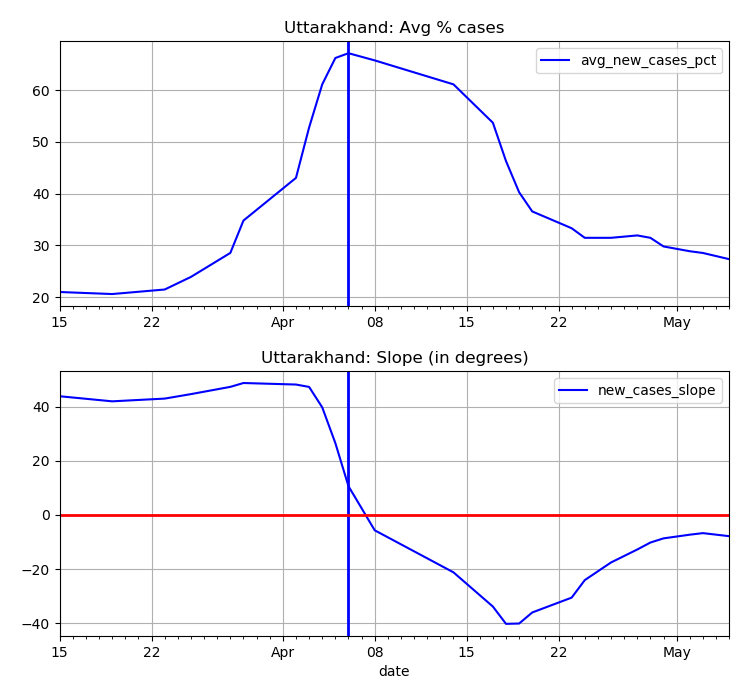 Uttarakhand: Avg % cases
avg_new_cases_pct
60
50
40
30
20
15 22 Apr 08 15 22 May
Uttarakhand: Slope (in degrees)
new_cases_slope
40
20
0
−20
−40
15 22 Apr 08 15 22 May
date